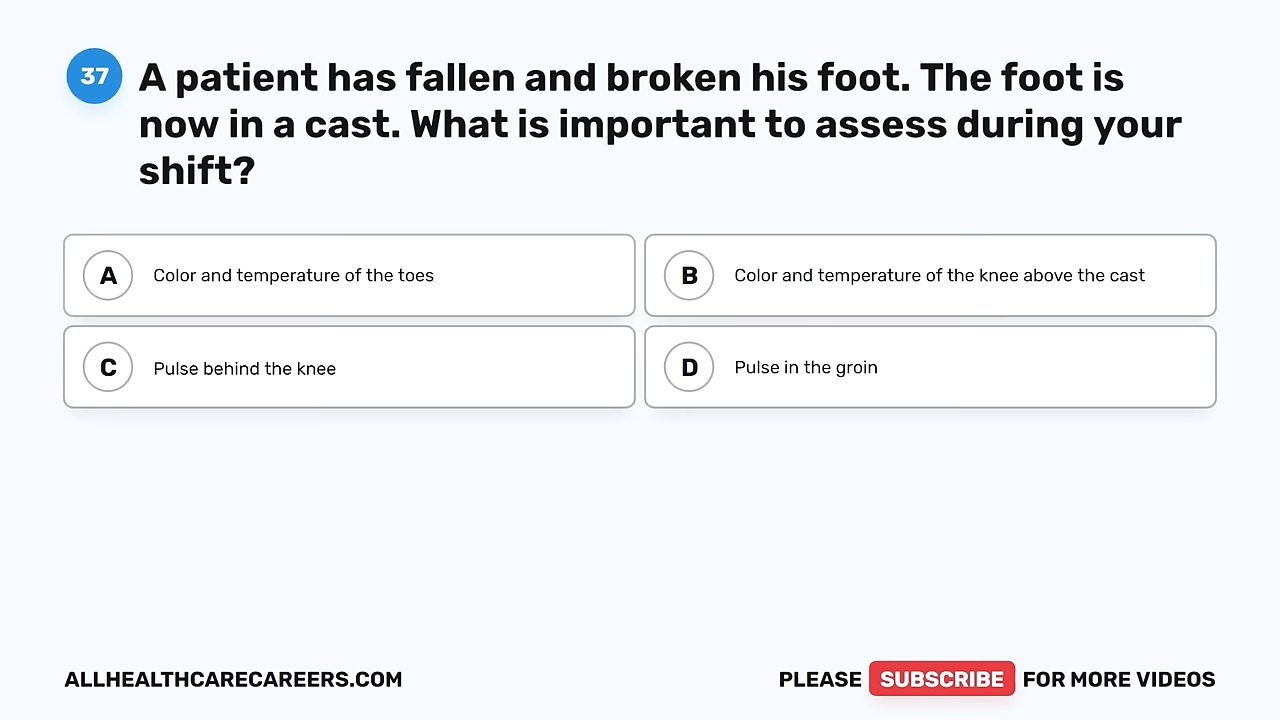 37
A patient has fallen and broken his foot. The foot is
now in a cast. What is important to assess during your
shift?
A Color and temperature of the toes
B Color and temperature of the knee above the cast
C Pulse behind the knee
D Pulse in the groin
ALLHEALTHCARECAREERS.COM
PLEASE SUBSCRIBE FOR MORE VIDEOS